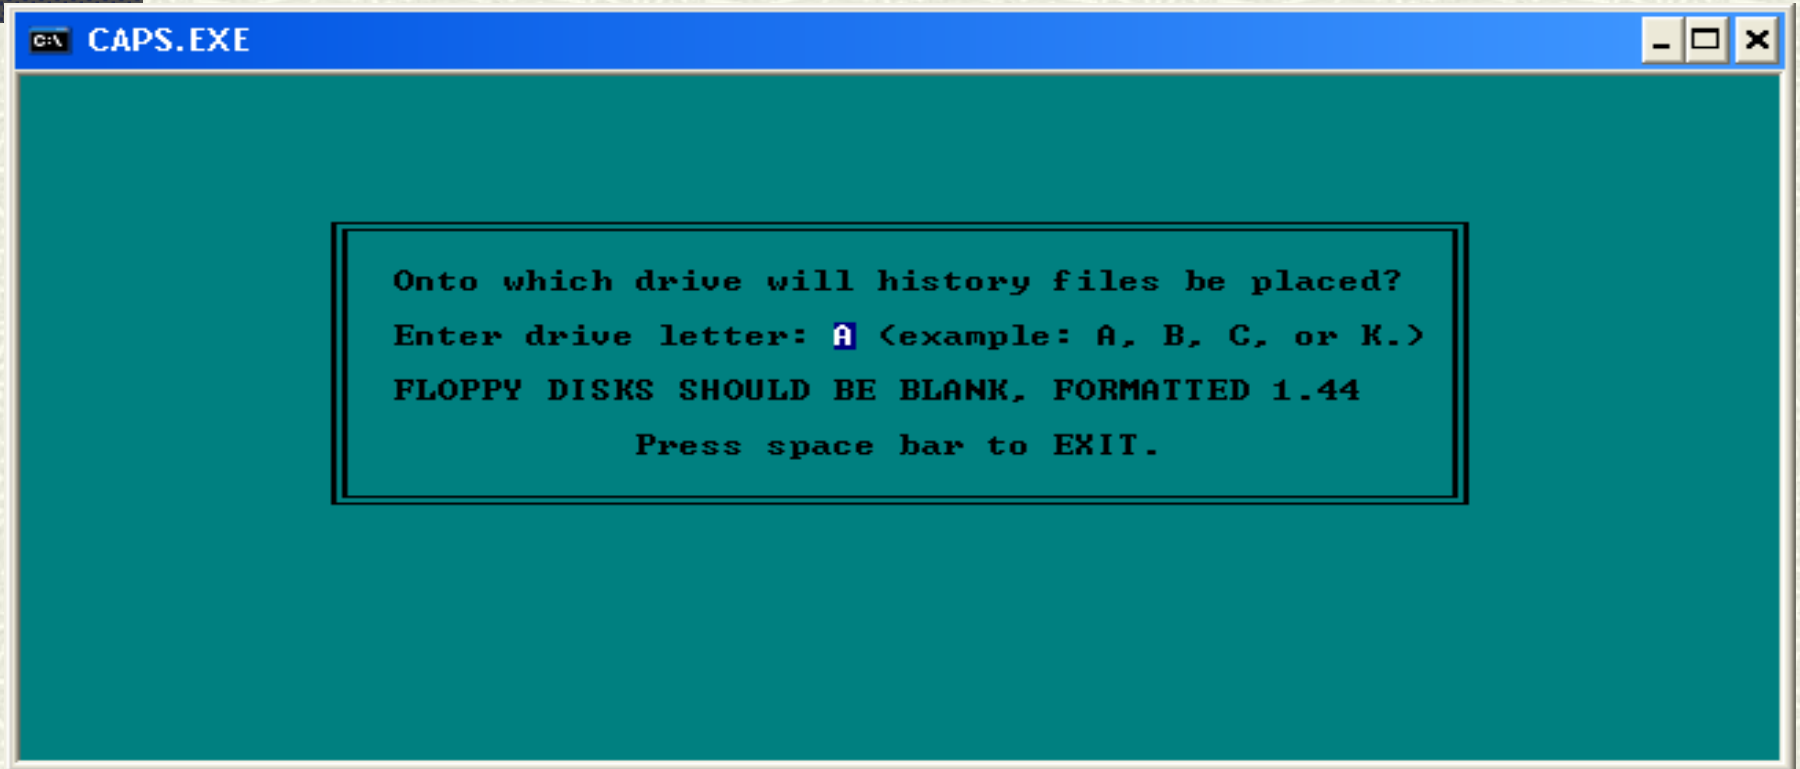 C:\ CAPS.EXE
Onto which drive will history files be placed?
Enter drive letter: A (example: A, B, C, or K.)
FLOPPY DISKS SHOULD BE BLANK, FORMATTED 1.44
Press space bar to EXIT.